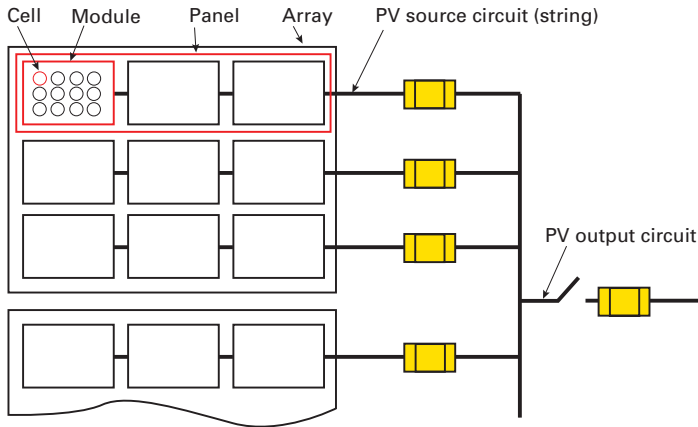 Cell
Module
Panel
Array
PV source circuit (string)
PV output circuit